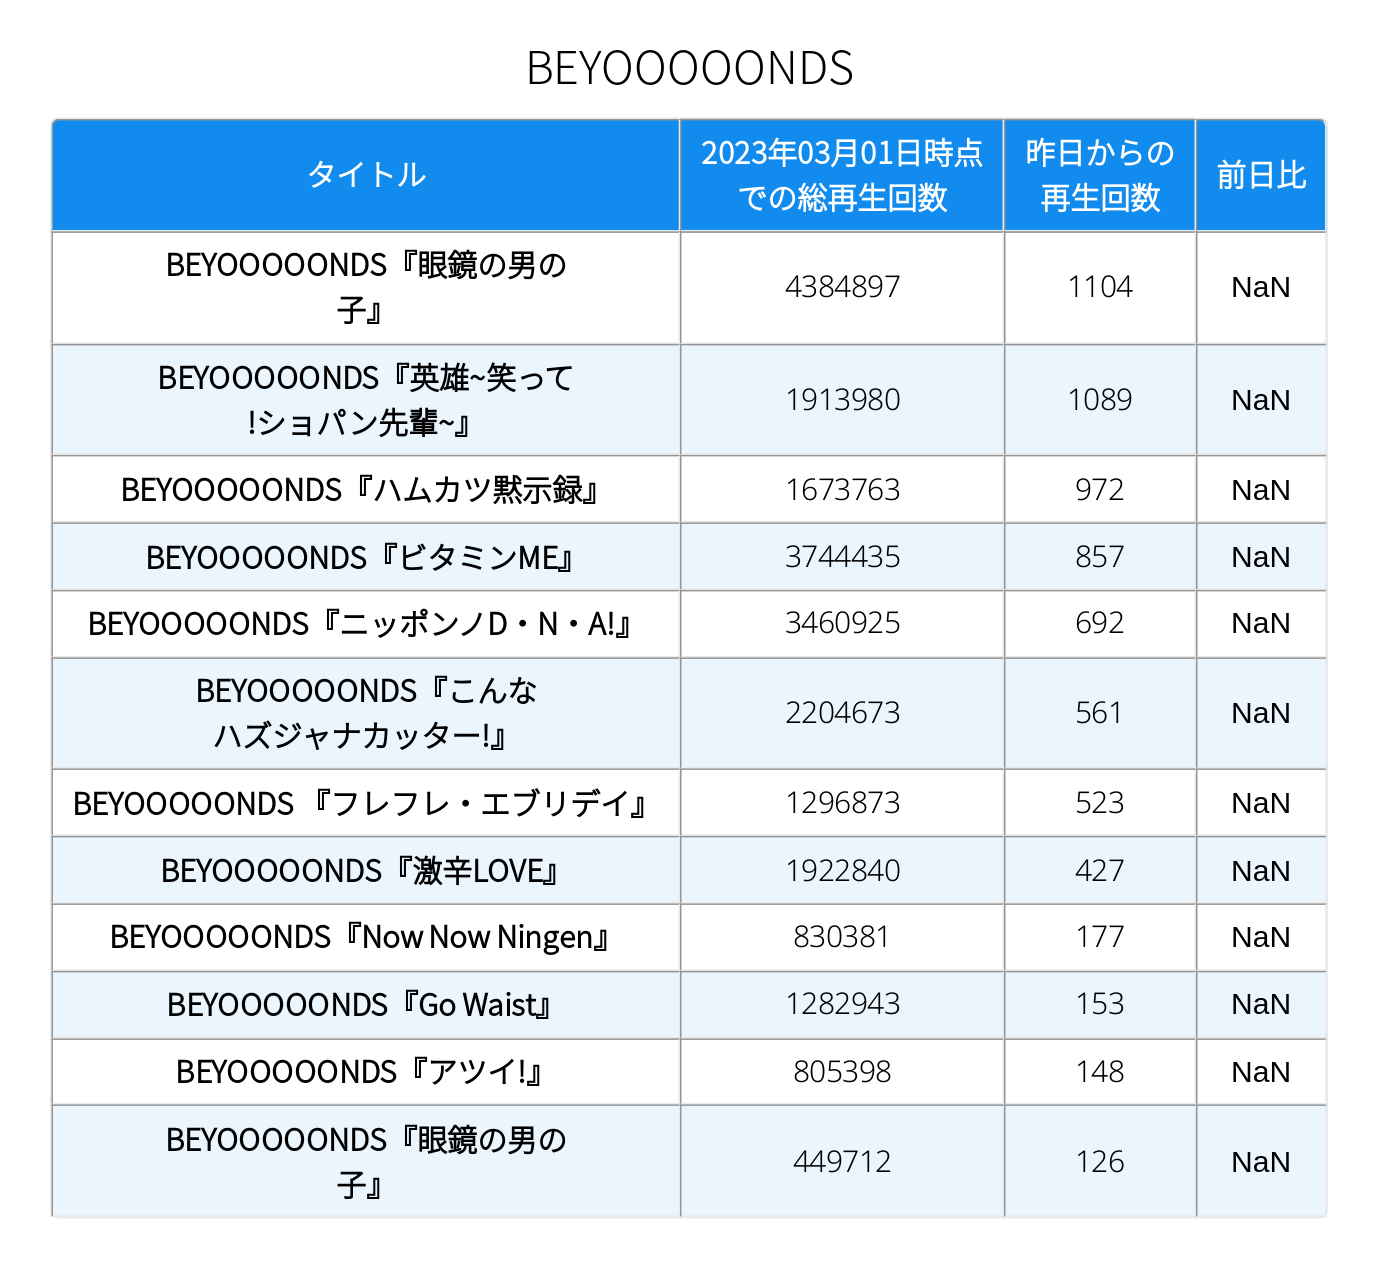 BEYOOOOONDS
タイトル
2023年03月01日時点
での総再生回数
昨日からの
再生回数
前日比
BEYOOOOONDS『眼鏡の男の
子』
4384897
1104
NaN
BEYOOOOONDS『英雄~笑って
!ショパン先輩~』
1913980
1089
NaN
BEYOOOOONDS『ハムカツ黙示録』
1673763
972
NaN
BEYOOOOONDS『ビタミンME』
3744435
857
NaN
BEYOOOOONDS『ニッポンノD・N・A!』
3460925
692
NaN
BEYOOOOONDS『こんな
ハズジャナカッター!』
2204673
561
NaN
BEYOOOOONDS 『フレフレ・エブリデイ』
1296873
523
NaN
BEYOOOOONDS『激辛LOVE』
1922840
427
NaN
BEYOOOOONDS『Now Now Ningen』
830381
177
NaN
BEYOOOOONDS『Go Waist』
1282943
153
NaN
BEYOOOOONDS『アツイ!』
805398
148
NaN
BEYOOOOONDS『眼鏡の男の
子』
449712
126
NaN